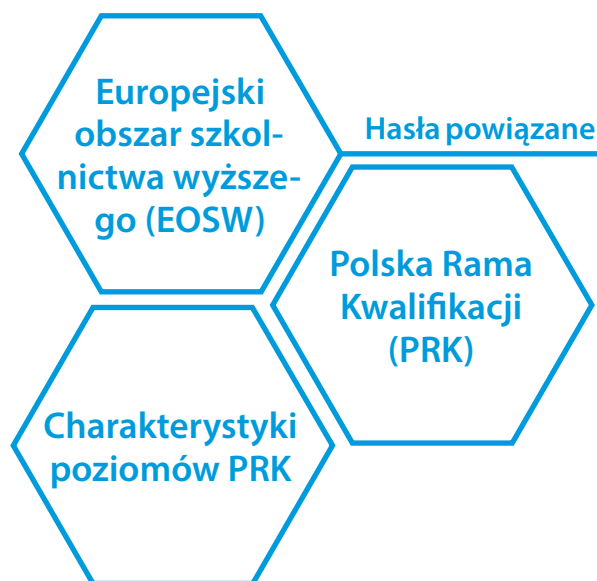 Europejski
obszar szkol-
nictwa wyższe-
go (EOSW)
Hasła powiązane
Polska Rama
Kwalifikacji
(PRK)
Charakterystyki
poziomów PRK